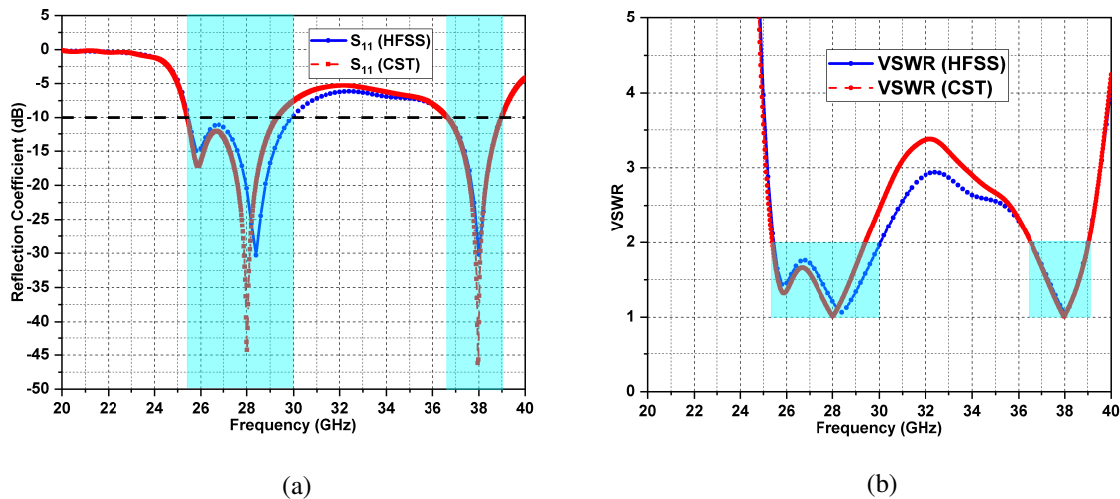 S11 (HFSS)
S11 (CST)
Reflection Coefficient (dB)
5
0
-5
-10
-15
-20
-25
-30
-35
-40
-45
-50
20 22 24 26 28 30 32 34 36 38 40
Frequency (GHz)
(a)
VSWR (HFSS)
VSWR (CST)
VSWR
5
4
3
2
1
0
20 22 24 26 28 30 32 34 36 38 40
Frequency (GHz)
(b)